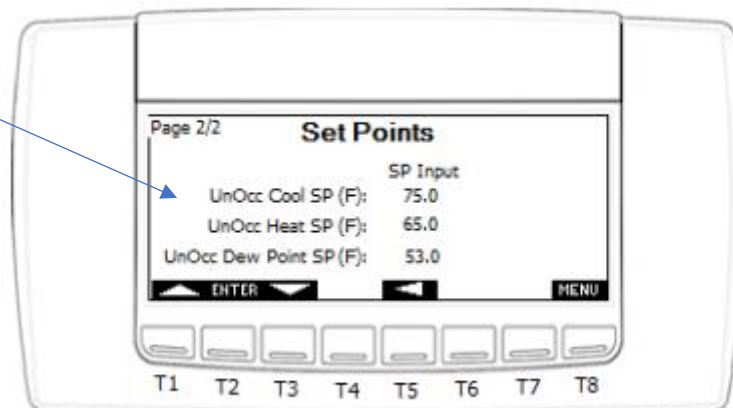 Page 2/2
Set Points
SP Input
UnOcc Cool SP (F): 75.0
UnOcc Heat SP (F): 65.0
UnOcc Dew Point SP (F): 53.0
ENTER MENU
T1 T2 T3 T4 T5 T6 T7 T8